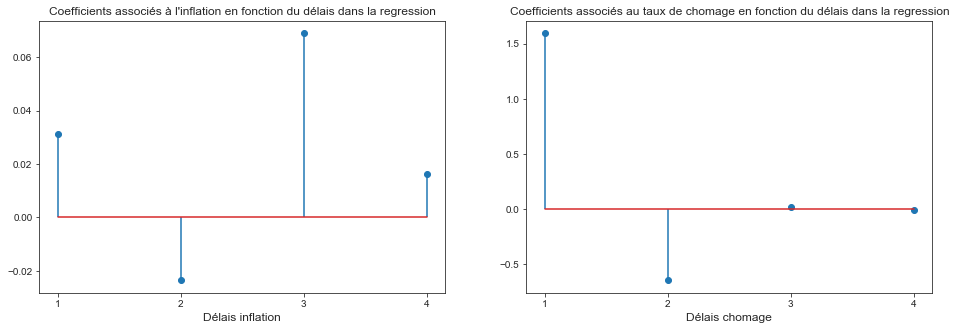 Coefficients associés à l'inflation en fonction du délais dans la regression
0.06
0.04
0.02
0.00
−0.02
1 2 3 4
Délais inflation
Coefficients associés au taux de chomage en fonction du délais dans la regression
1.5
1.0
0.5
0.0
−0.5
1 2 3 4
Délais chomage